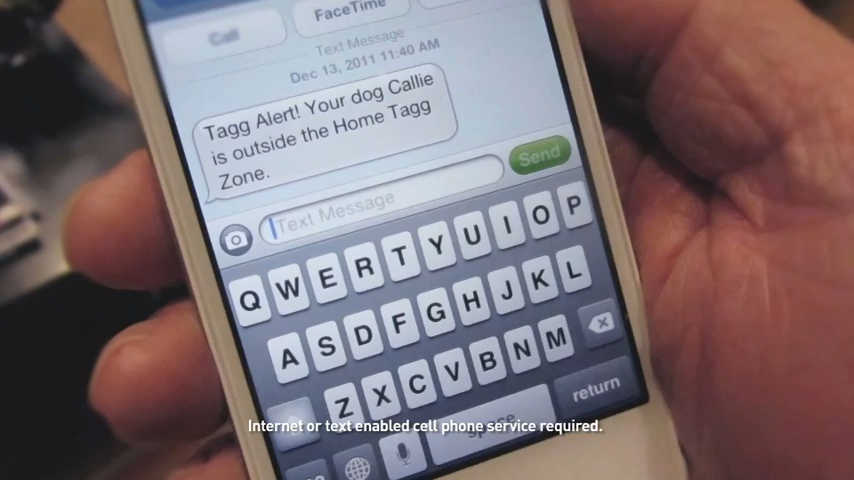 Call
FaceTime
Text Message
Dec 13, 2011 11:40 AM
Tagg Alert! Your dog Callie
is outside the Home Tagg
Zone.
Text Message
Send
Q W E R T Y U I O P
A S D F G H J K L
Z X C V B N M
space
return
Internet or text enabled cell phone service required.